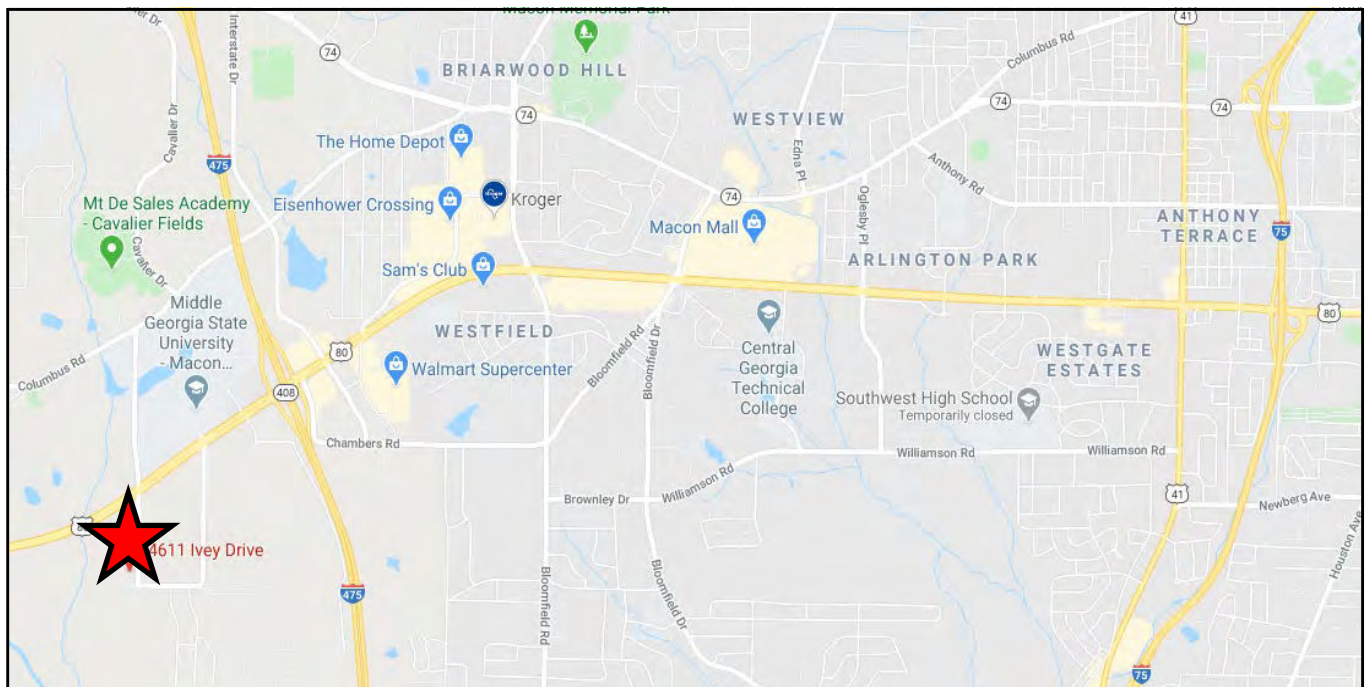 Macon Memorial Park
41
Interstate Dr
74
Columbus Rd
BRIARWOOD HILL
74
74
Cavalier Dr
74
WESTVIEW
The Home Depot
Edna Pl
475
Anthony Rd
Kroger
Eisenhower Crossing
74
Oglesby Pl
Mt De Sales Academy
- Cavalier Fields
Macon Mall
ANTHONY
TERRACE
75
Cavalier Dr
Sam's Club
ARLINGTON PARK
Middle
Georgia State
University
- Macon...
80
WESTFIELD
80
Central
Georgia
Technical
College
WESTGATE
ESTATES
Columbus Rd
Walmart Supercenter
Bloomfield Rd
Bloomfield Dr
408
Southwest High School
Temporarily closed
Chambers Rd
Williamson Rd
Williamson Rd
Williamson Rd
Brownley Dr
41
Newberg Ave
4611 Ivey Drive
Houston Ave
475
Bloomfield Rd
Bloomfield Dr
75